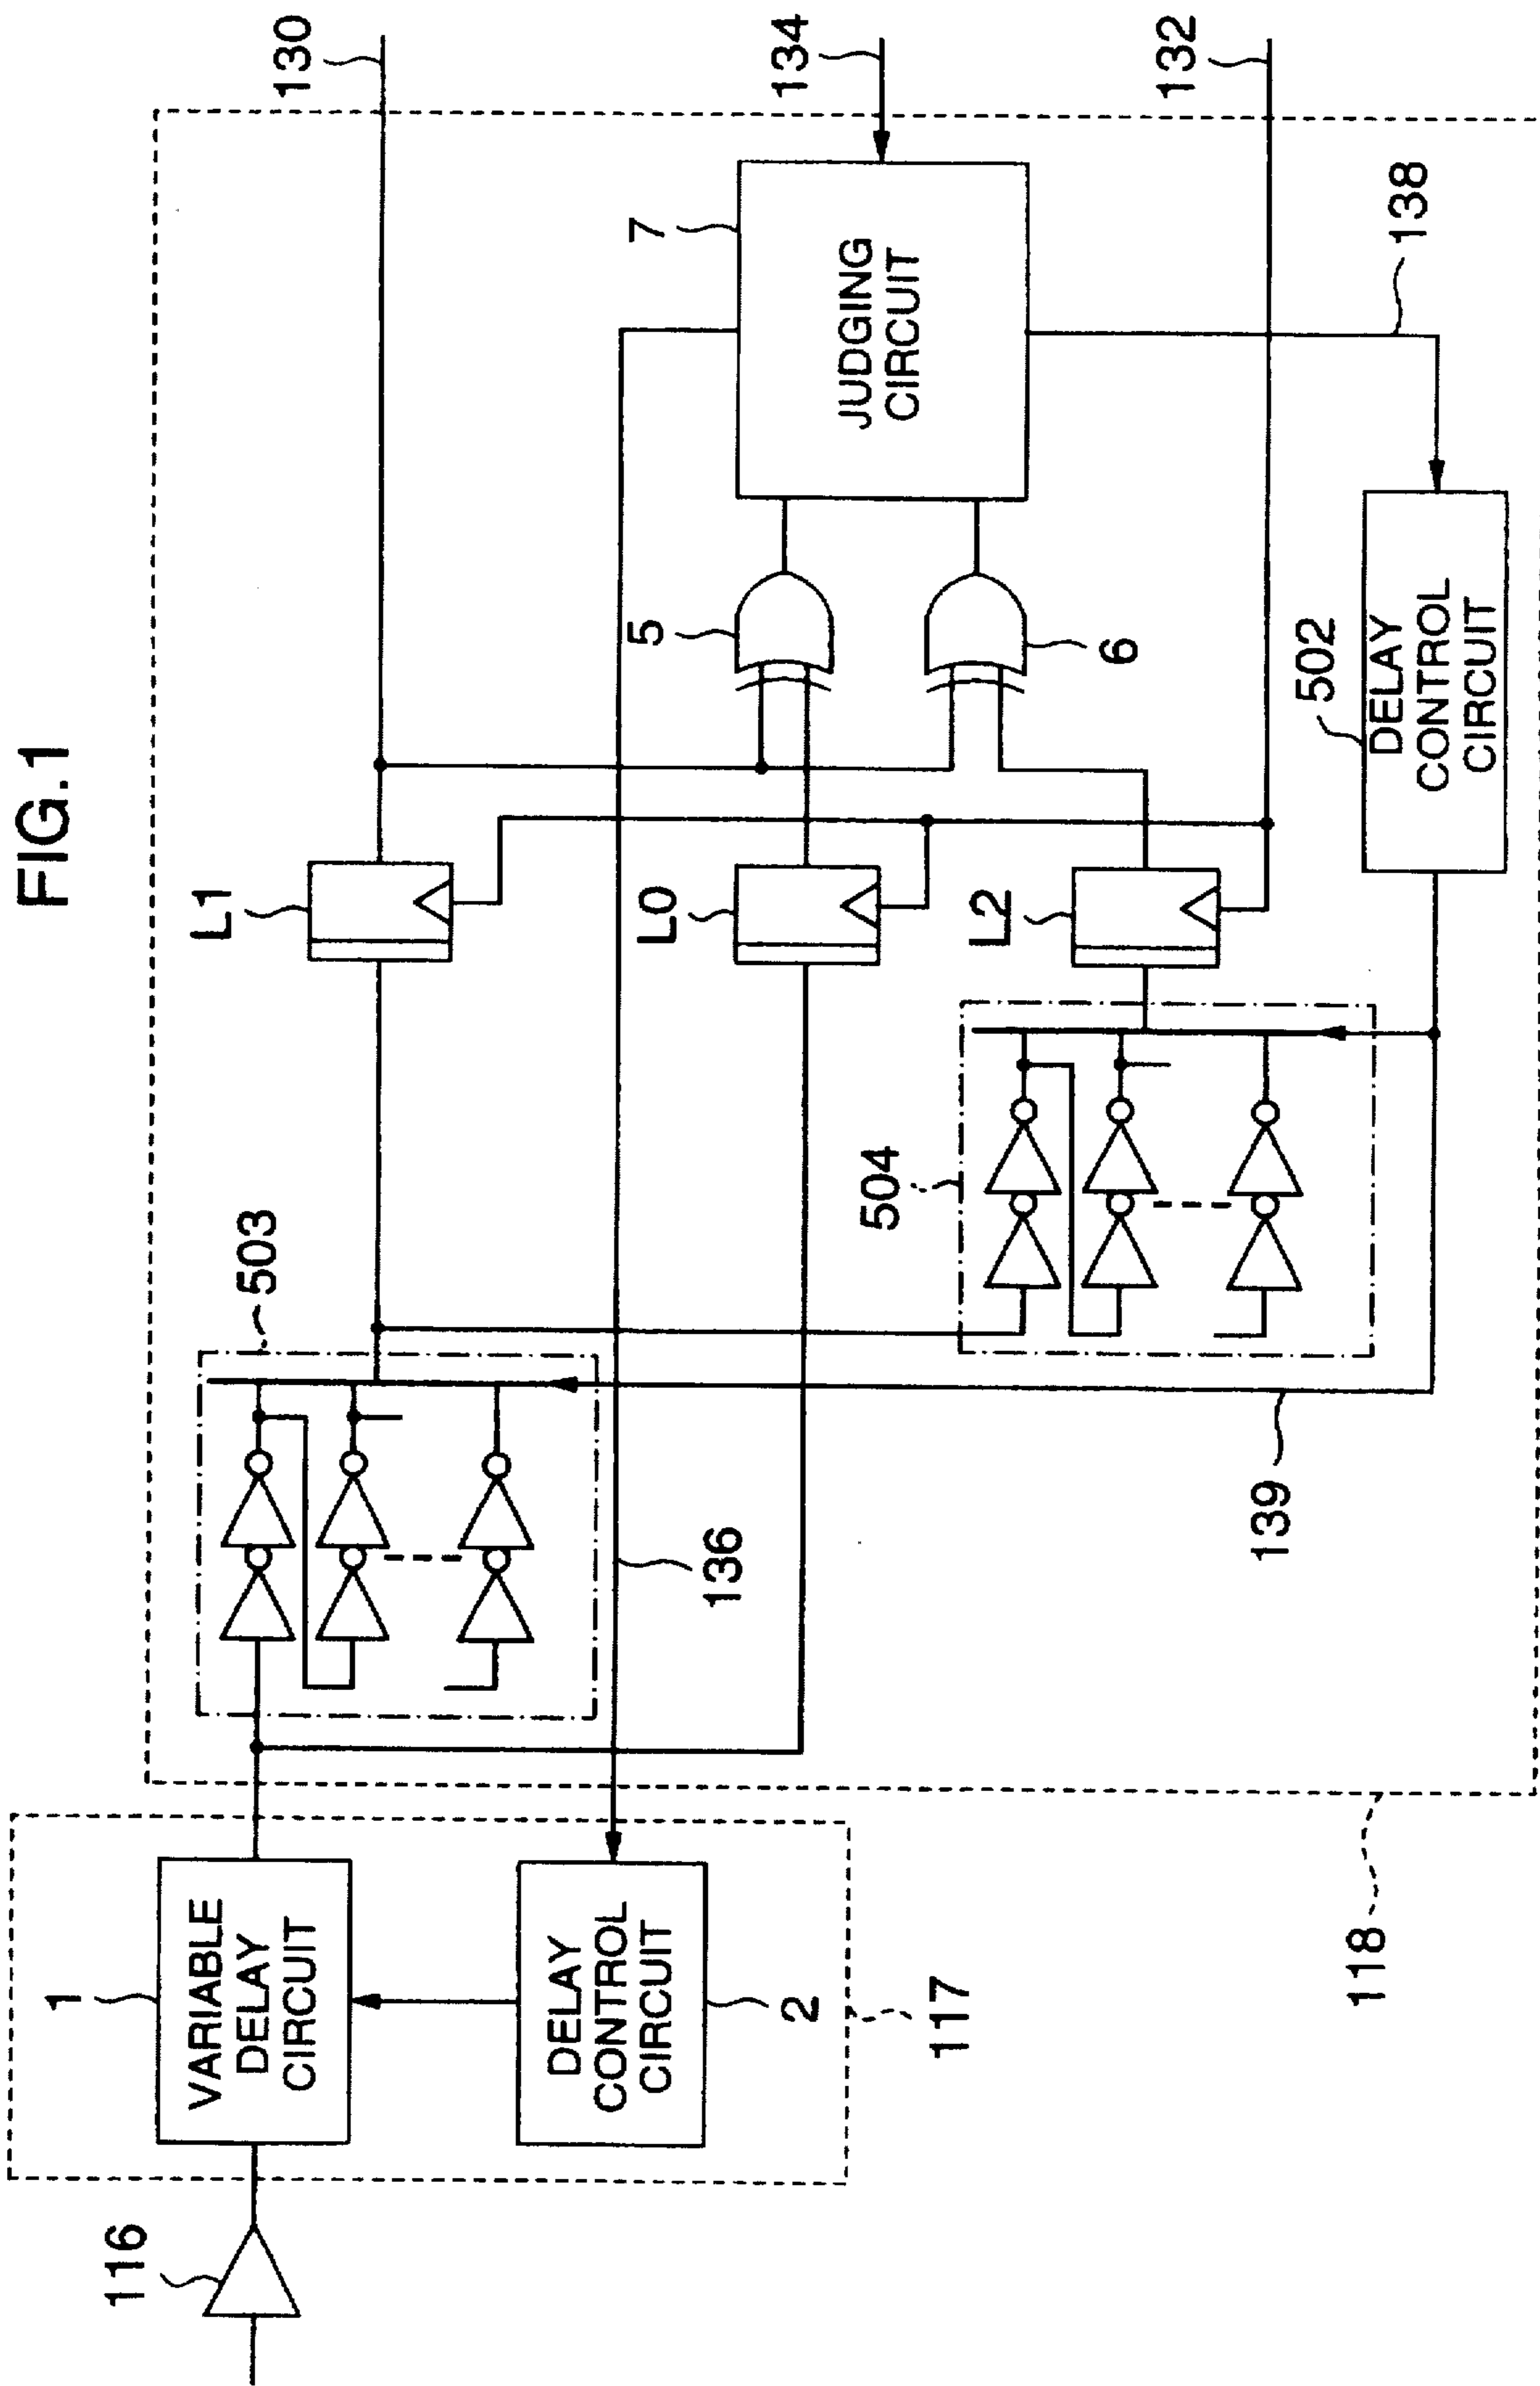 FIG.1
116
1
VARIABLE
DELAY
CIRCUIT
DELAY
CONTROL
CIRCUIT
2
117
118
503
136
139
504
L1
L0
L2
5
6
7
JUDGING
CIRCUIT
502
DELAY
CONTROL
CIRCUIT
138
130
134
132